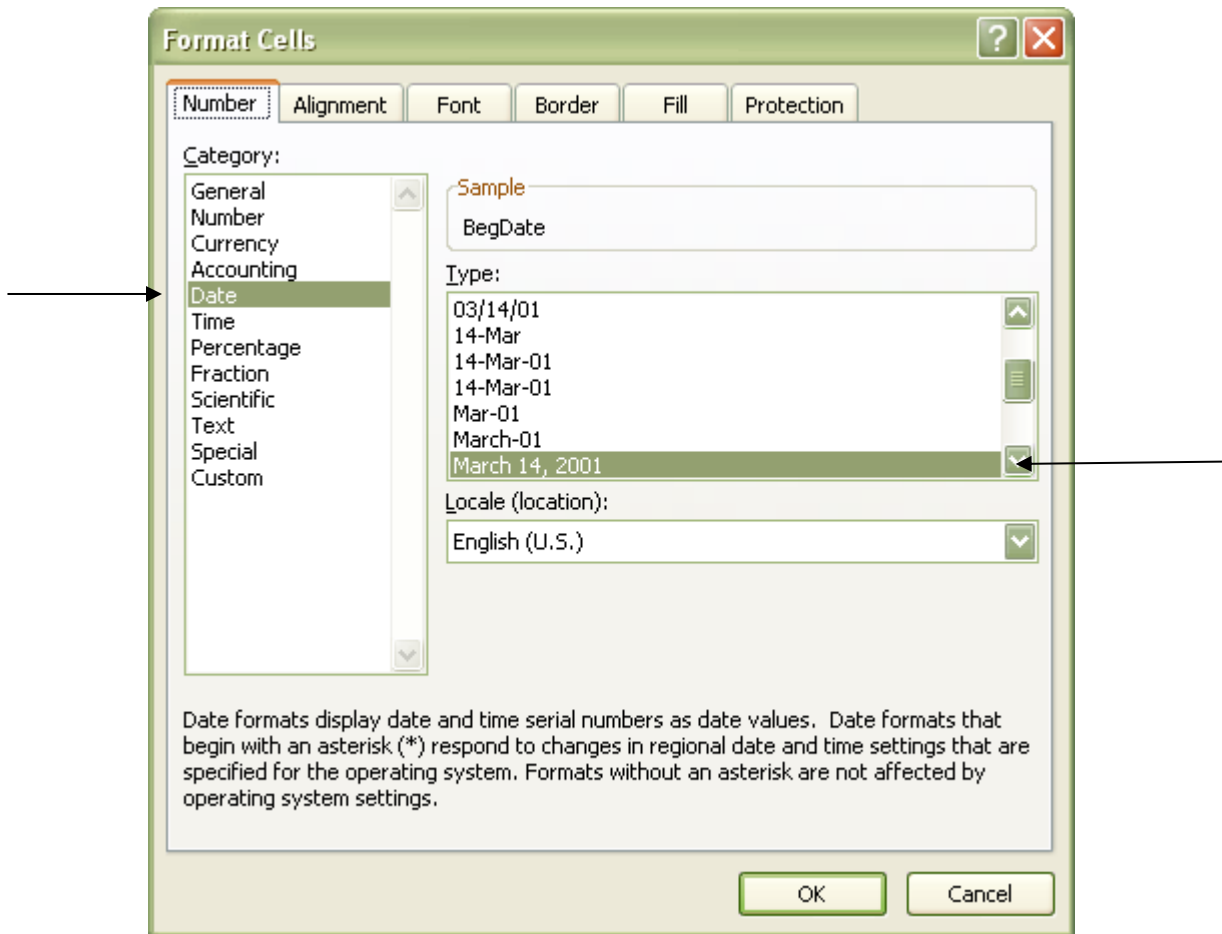 Format Cells
Number Alignment Font Border Fill Protection
Category:
General
Number
Currency
Accounting
Date
Time
Percentage
Fraction
Scientific
Text
Special
Custom
Sample
BegDate
Type:
03/14/01
14-Mar
14-Mar-01
14-Mar-01
Mar-01
March-01
March 14, 2001
Locale (location):
English (U.S.)
Date formats display date and time serial numbers as date values. Date formats that
begin with an asterisk (*) respond to changes in regional date and time settings that are
specified for the operating system. Formats without an asterisk are not affected by
operating system settings.
OK Cancel